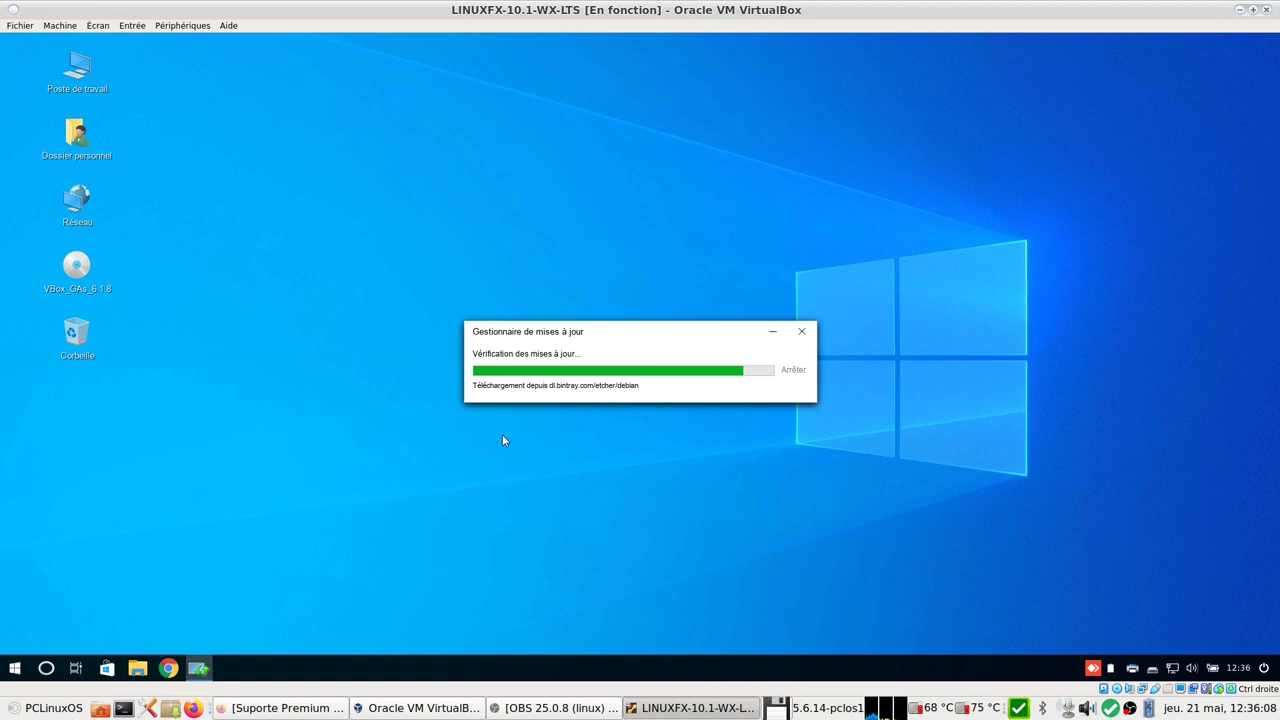 LINUXFX-10.1-WX-LTS [En fonction] - Oracle VM VirtualBox
Fichier Machine Écran Entrée Périphériques Aide
Poste de travail
Dossier personnel
Réseau
VBox_GAs_6.1.8
Corbeille
Gestionnaire de mises à jour
Vérification des mises à jour...
Arrêter
Téléchargement depuis dl.bintray.com/etcher/debian
12:36
Ctrl droite
PCLinuxOS [Suporte Premium ... Oracle VM VirtualB... [OBS 25.0.8 (linux) ... LINUXFX-10.1-WX-L... 5.6.14-pclos1 68 °C 75 °C jeu. 21 mai, 12:36:08